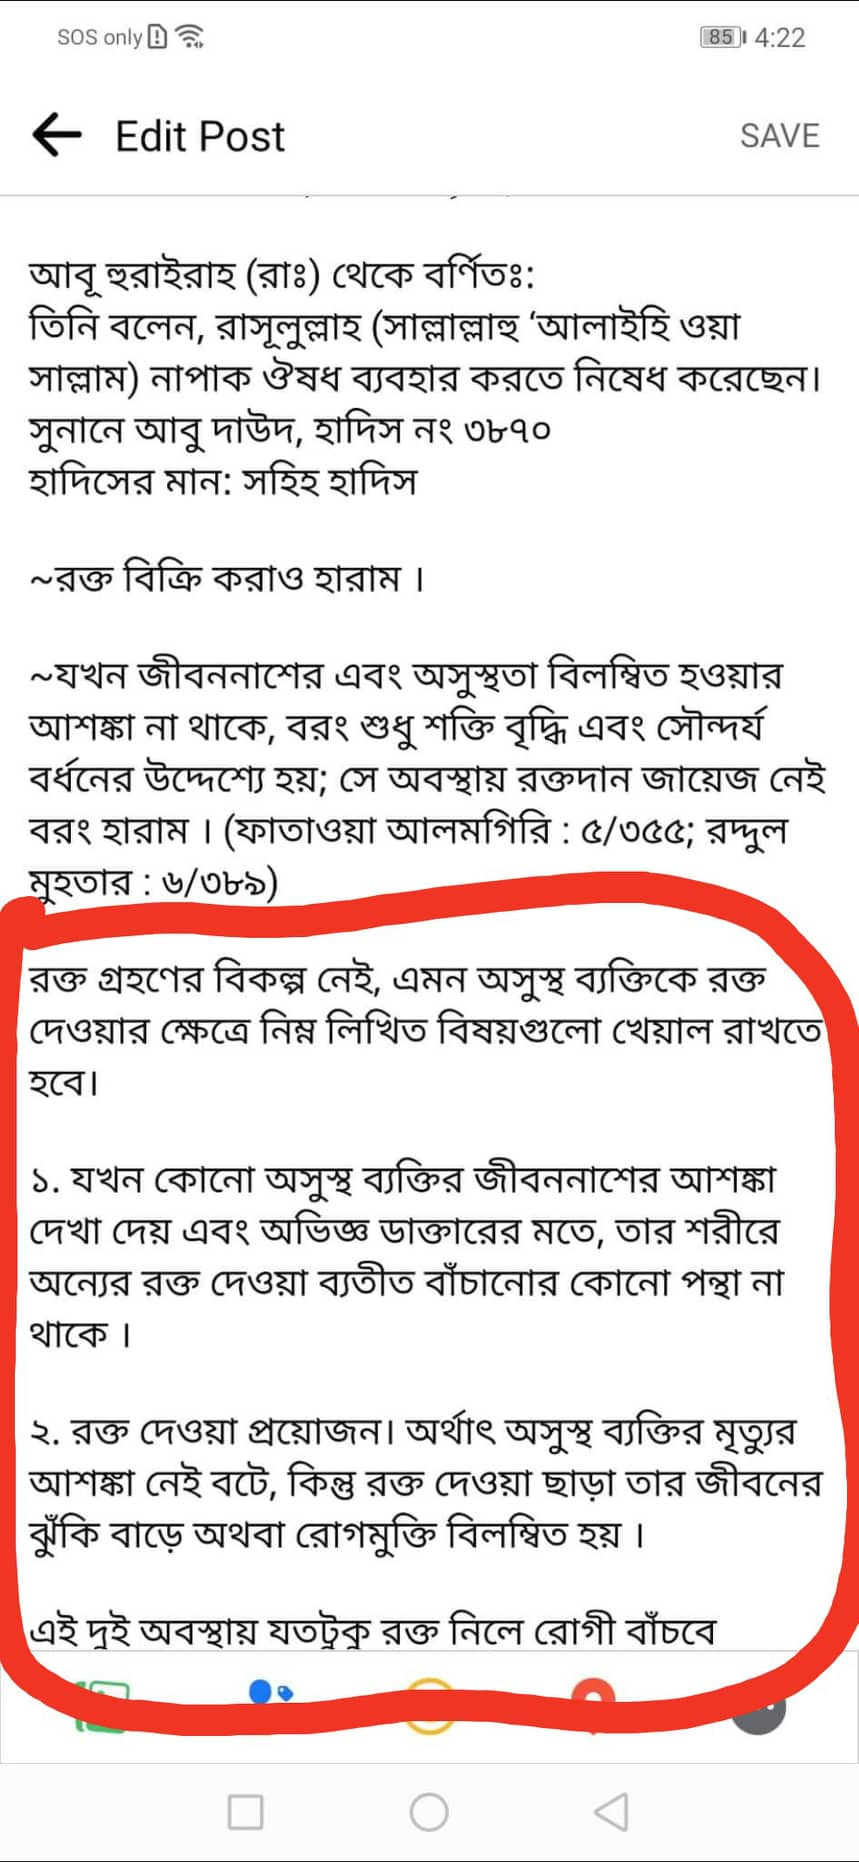 SOS only 85 4:22
Edit Post SAVE
আবূ হুরাইরাহ (রাঃ) থেকে বর্ণিতঃ:
তিনি বলেন, রাসূলুল্লাহ (সাল্লাল্লাহু ‘আলাইহি ওয়া
সাল্লাম) নাপাক ঔষধ ব্যবহার করতে নিষেধ করেছেন।
সুনানে আবু দাউদ, হাদিস নং ৩৮৭০
হাদিসের মান: সহিহ হাদিস
~রক্ত বিক্রি করাও হারাম ।
~যখন জীবননাশের এবং অসুস্থতা বিলম্বিত হওয়ার
আশঙ্কা না থাকে, বরং শুধু শক্তি বৃদ্ধি এবং সৌন্দর্য
বর্ধনের উদ্দেশ্যে হয়; সে অবস্থায় রক্তদান জায়েজ নেই
বরং হারাম । (ফাতাওয়া আলমগিরি : ৫/৩৫৫; রদ্দুল
মুহতার : ৬/৩৮৯)
রক্ত গ্রহণের বিকল্প নেই, এমন অসুস্থ ব্যক্তিকে রক্ত
দেওয়ার ক্ষেত্রে নিম্ন লিখিত বিষয়গুলো খেয়াল রাখতে
হবে।
১. যখন কোনো অসুস্থ ব্যক্তির জীবননাশের আশঙ্কা
দেখা দেয় এবং অভিজ্ঞ ডাক্তারের মতে, তার শরীরে
অন্যের রক্ত দেওয়া ব্যতীত বাঁচানোর কোনো পন্থা না
থাকে ।
২. রক্ত দেওয়া প্রয়োজন। অর্থাৎ অসুস্থ ব্যক্তির মৃত্যুর
আশঙ্কা নেই বটে, কিন্তু রক্ত দেওয়া ছাড়া তার জীবনের
ঝুঁকি বাড়ে অথবা রোগমুক্তি বিলম্বিত হয় ।
এই দুই অবস্থায় যতটুকু রক্ত নিলে রোগী বাঁচবে